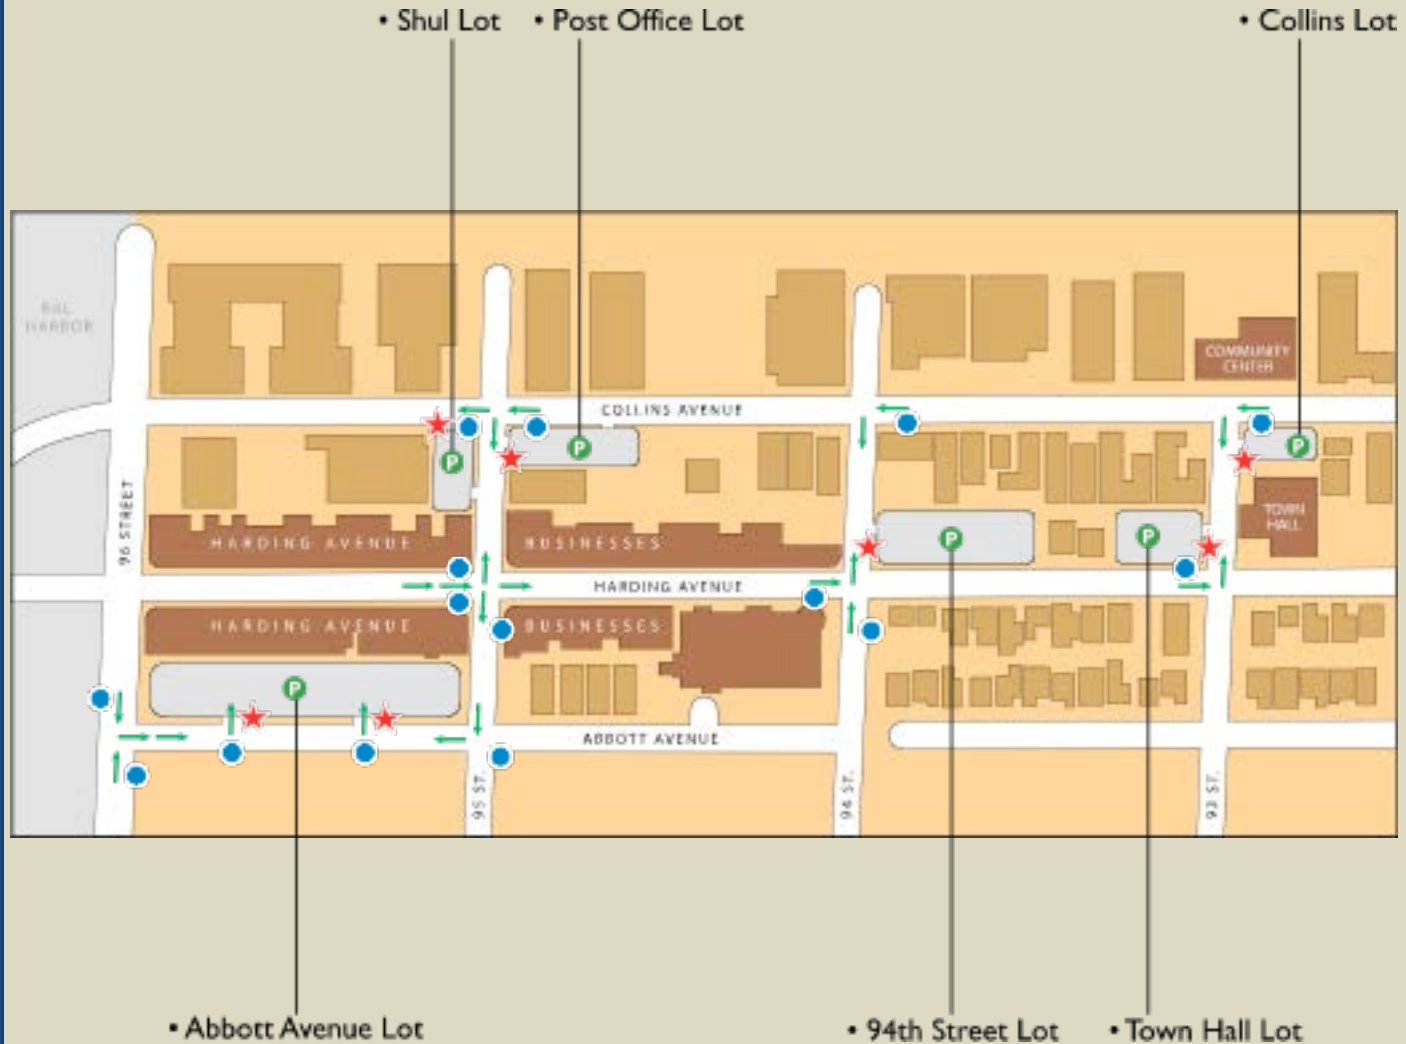 • Shul Lot
• Post Office Lot
• Collins Lot
BAL
HARBOR
COMMUNITY
CENTER
COLLINS AVENUE
P
P
P
96 STREET
TOWN
HALL
HARDING AVENUE
BUSINESSES
P
P
HARDING AVENUE
HARDING AVENUE
BUSINESSES
P
ABBOTT AVENUE
95 ST.
94 ST.
93 ST.
• Abbott Avenue Lot
• 94th Street Lot
• Town Hall Lot